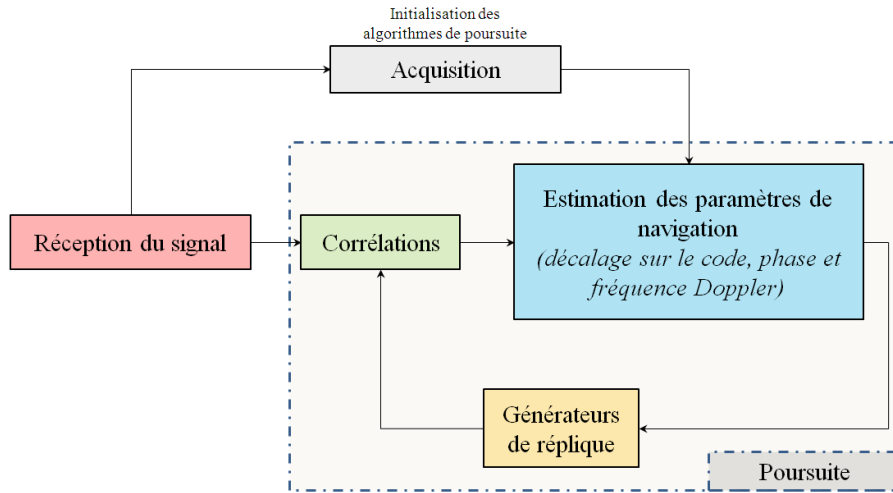 Initialisation des
algorithmes de poursuite
Acquisition
Réception du signal
Corrélations
Estimation des paramètres de
navigation
(décalage sur le code, phase et
fréquence Doppler)
Générateurs
de réplique
Poursuite